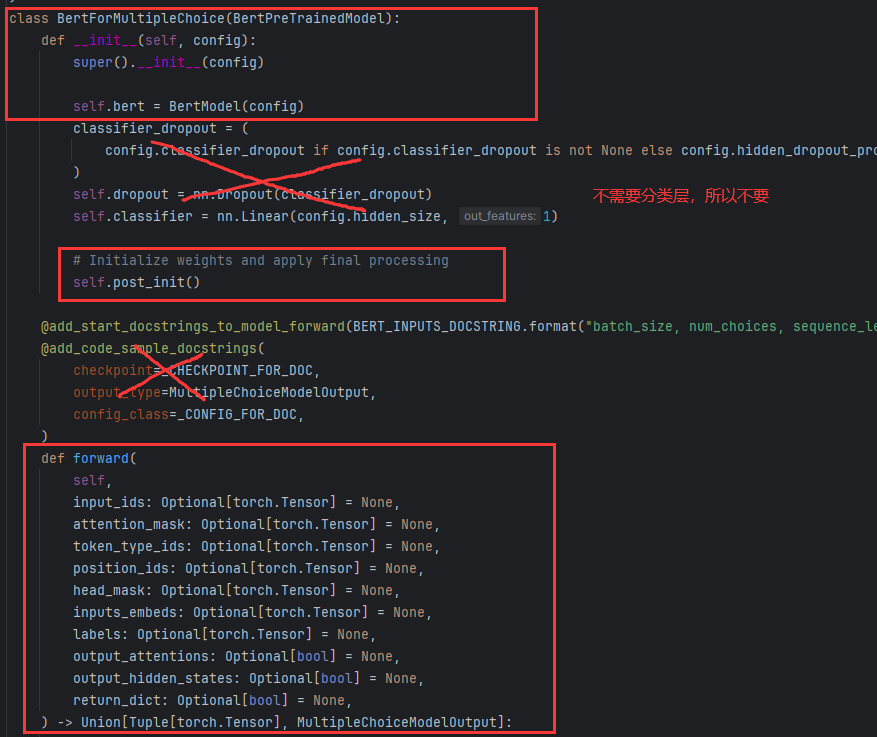 class BertForMultipleChoice(BertPreTrainedModel):
def __init__(self, config):
super().__init__(config)
self.bert = BertModel(config)
classifier_dropout = (
config.classifier_dropout if config.classifier_dropout is not None else config.hidden_dropout_pro
)
self.dropout = nn.Dropout(classifier_dropout)
不需要分类层，所以不要
self.classifier = nn.Linear(config.hidden_size, out_features: 1)
# Initialize weights and apply final processing
self.post_init()
@add_start_docstrings_to_model_forward(BERT_INPUTS_DOCSTRING.format("batch_size, num_choices, sequence_le
@add_code_sample_docstrings(
checkpoint=_CHECKPOINT_FOR_DOC,
output_type=MultipleChoiceModelOutput,
config_class=_CONFIG_FOR_DOC,
)
def forward(
self,
input_ids: Optional[torch.Tensor] = None,
attention_mask: Optional[torch.Tensor] = None,
token_type_ids: Optional[torch.Tensor] = None,
position_ids: Optional[torch.Tensor] = None,
head_mask: Optional[torch.Tensor] = None,
inputs_embeds: Optional[torch.Tensor] = None,
labels: Optional[torch.Tensor] = None,
output_attentions: Optional[bool] = None,
output_hidden_states: Optional[bool] = None,
return_dict: Optional[bool] = None,
) -> Union[Tuple[torch.Tensor], MultipleChoiceModelOutput]: